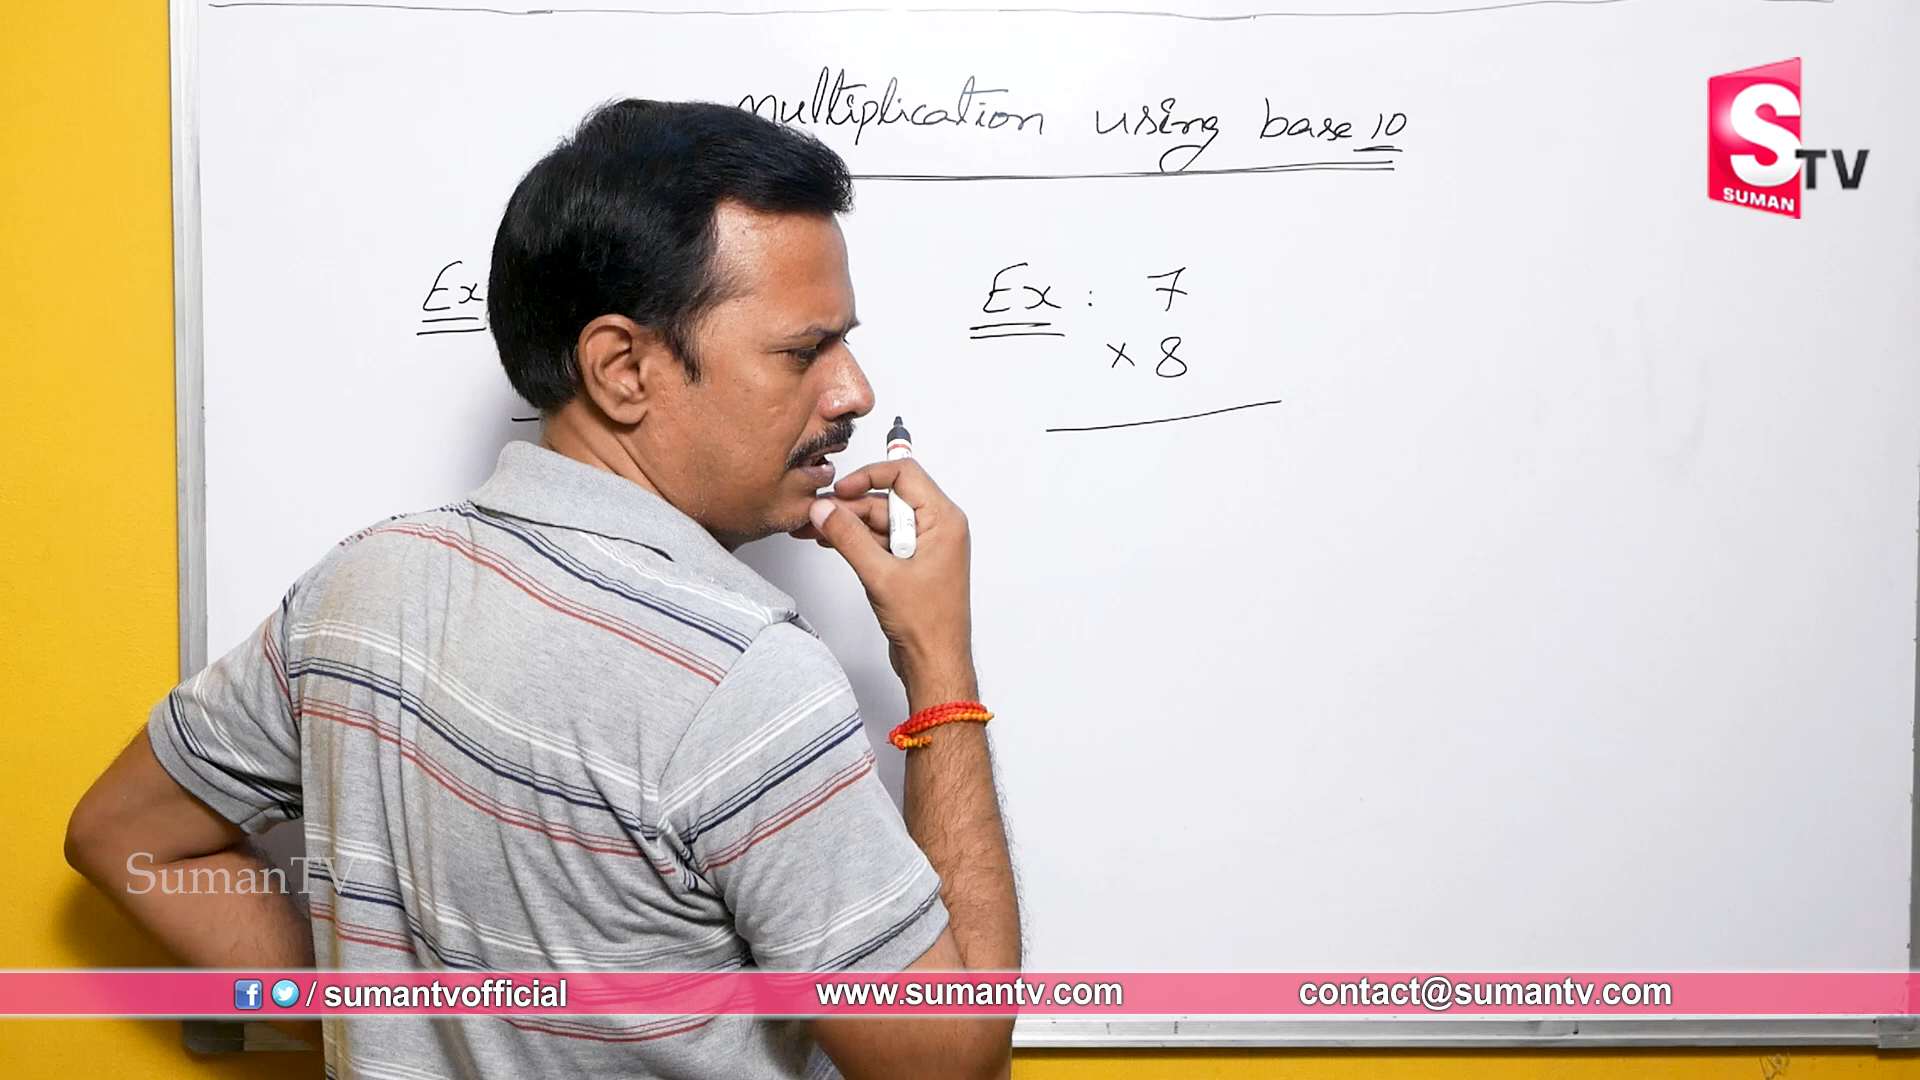 multiplication using base 10
S TV
SUMAN
Ex
Ex : 7
× 8
SumanTV
/ sumantvofficial
www.sumantv.com
contact@sumantv.com